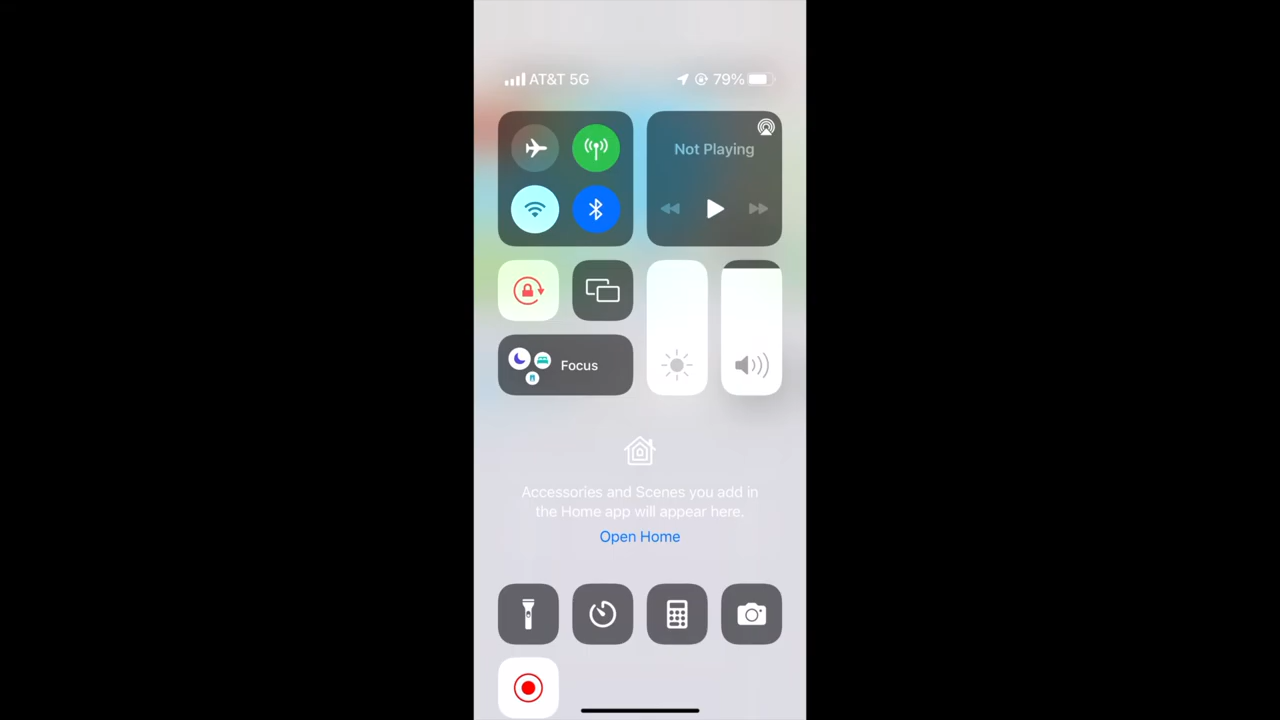 AT&T 5G
79%
Not Playing
Focus
Accessories and Scenes you add in
the Home app will appear here.
Open Home